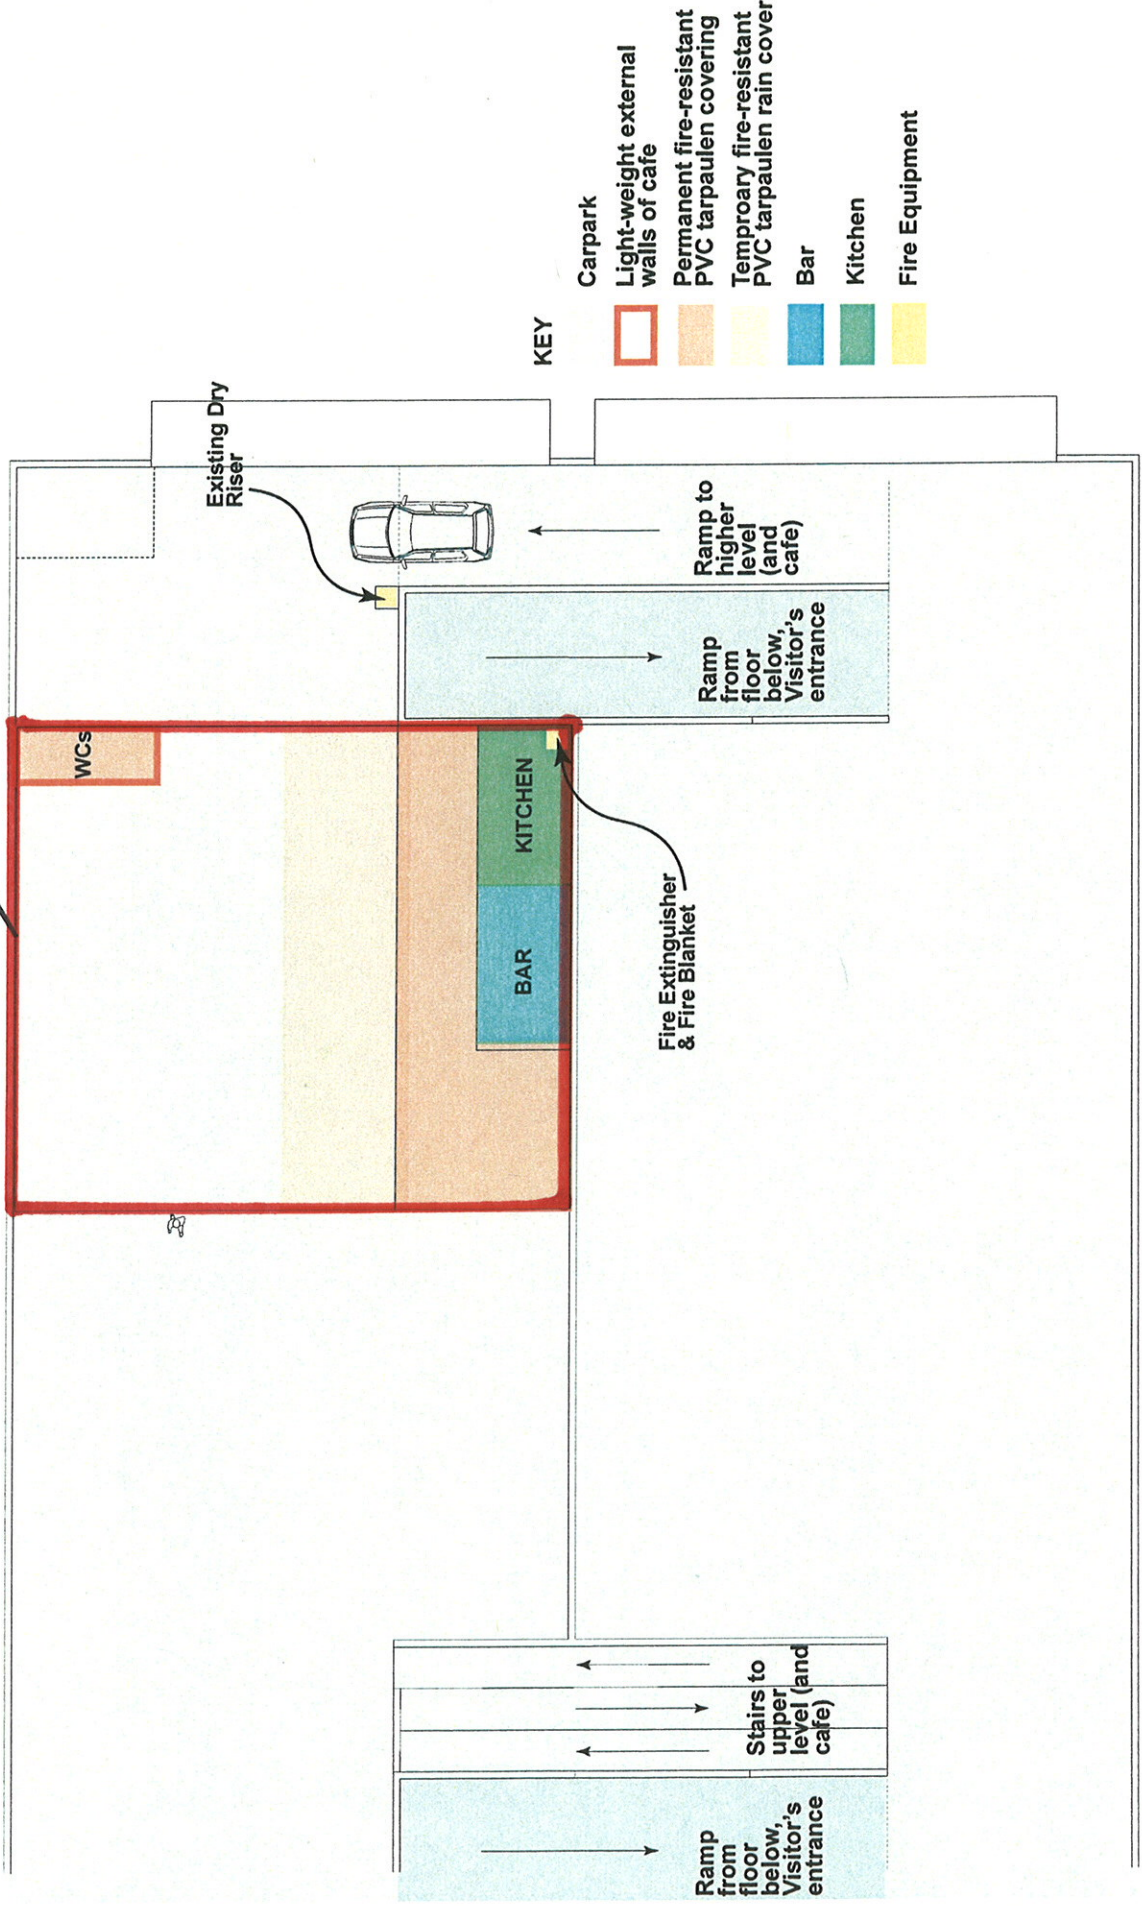 WCs
BAR
KITCHEN
Existing Dry
Riser
Fire Extinguisher
& Fire Blanket
Ramp
from
floor
below,
Visitor's
entrance
Stairs to
upper
level (and
cafe)
Ramp
from
floor
below,
Visitor's
entrance
Ramp to
higher
level
(and
cafe)
KEY
Carpark
Light-weight external
walls of cafe
Permanent fire-resistant
PVC tarpaulen covering
Temproary fire-resistant
PVC tarpaulen rain cover
Bar
Kitchen
Fire Equipment